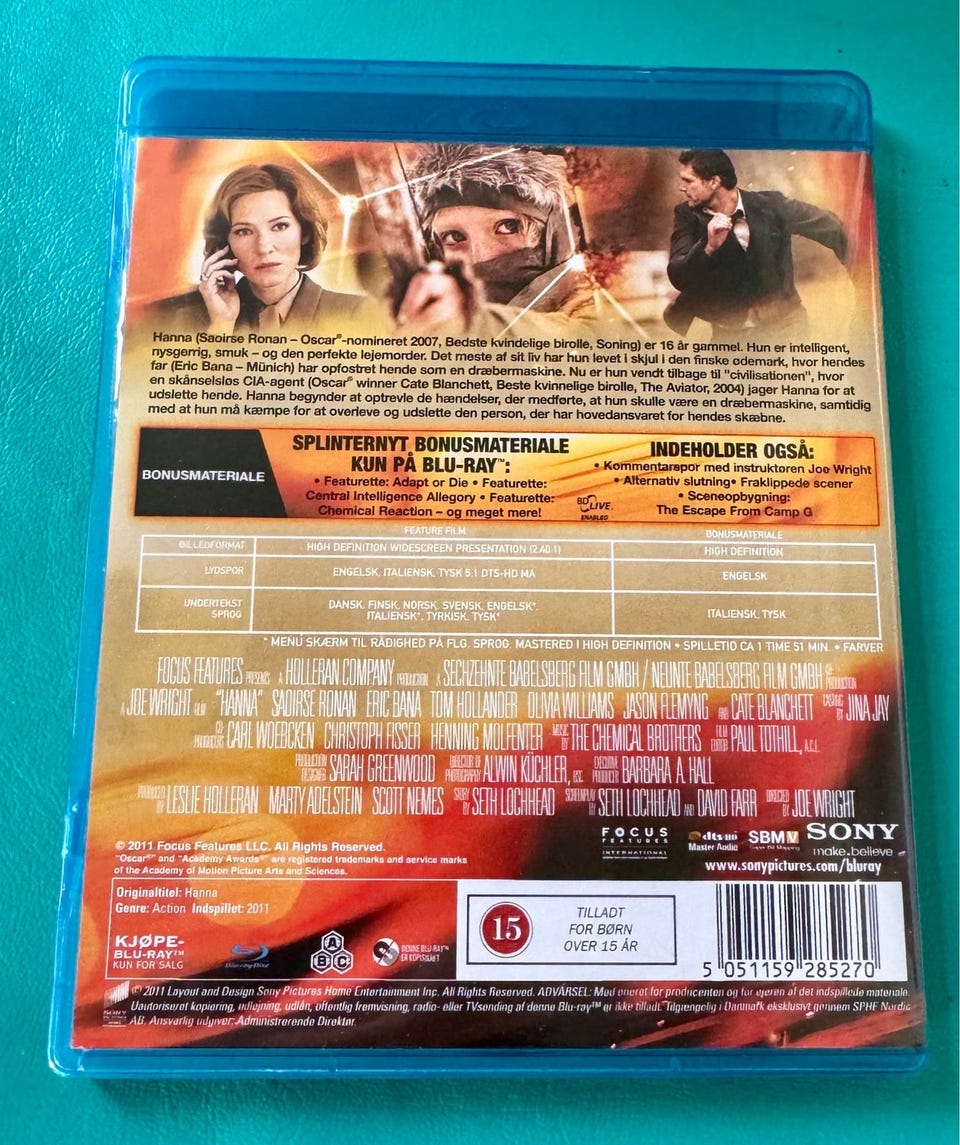 Hanna (Saoirse Ronan – Oscar®-nomineret 2007, Bedste kvindelige birolle, Soning) er 16 år gammel. Hun er intelligent,
nysgerrig, smuk – og den perfekte lejemorder. Det meste af sit liv har hun levet i skjul i den finske ødemark, hvor hendes
far (Eric Bana – Münich) har opfostret hende som en dræbermaskine. Nu er hun vendt tilbage til "civilisationen", hvor
en skånselsløs CIA-agent (Oscar® winner Cate Blanchett, Beste kvinnelige birolle, The Aviator, 2004) jager Hanna for at
udslette hende. Hanna begynder at optrevle de hændelser, der medførte, at hun skulle være en dræbermaskine, samtidig
med at hun må kæmpe for at overleve og udslette den person, der har hovedansvaret for hendes skæbne.
BONUSMATERIALE
SPLINTERNYT BONUSMATERIALE
KUN PÅ BLU-RAY™:
• Featurette: Adapt or Die • Featurette:
Central Intelligence Allegory • Featurette:
Chemical Reaction – og meget mere!
BD LIVE™
ENABLED
INDEHOLDER OGSÅ:
• Kommentarspor med instruktøren Joe Wright
• Alternativ slutning • Fraklippede scener
• Sceneopbygning:
The Escape From Camp G
FEATURE FILM
BONUSMATERIALE
BILLEDFORMAT
HIGH DEFINITION WIDESCREEN PRESENTATION (2.40:1)
HIGH DEFINITION
LYDSPOR
ENGELSK, ITALIENSK, TYSK 5.1 DTS-HD MA
ENGELSK
UNDERTEKST
SPROG
DANSK, FINSK, NORSK, SVENSK, ENGELSK*,
ITALIENSK*, TYRKISK, TYSK*
ITALIENSK, TYSK
* MENU SKÆRM TIL RÅDIGHED PÅ FLG. SPROG. MASTERED IN HIGH DEFINITION • SPILLETID CA 1 TIME 51 MIN. • FARVER
FOCUS FEATURES PRESENTS A HOLLERAN COMPANY PRODUCTION A SECHZEHNTE BABELSBERG FILM GMBH / NEUNTE BABELSBERG FILM GMBH CO-PRODUCTION
A JOE WRIGHT FILM "HANNA" SAOIRSE RONAN ERIC BANA TOM HOLLANDER OLIVIA WILLIAMS JASON FLEMYNG AND CATE BLANCHETT CASTING BY JINA JAY
CO-PRODUCERS CARL WOEBCKEN CHRISTOPH FISSER HENNING MOLFENTER MUSIC BY THE CHEMICAL BROTHERS FILM EDITOR PAUL TOTHILL, A.C.E.
PRODUCTION DESIGNER SARAH GREENWOOD DIRECTOR OF PHOTOGRAPHY ALWIN KÜCHLER, BSC. EXECUTIVE PRODUCER BARBARA A. HALL
PRODUCED BY LESLIE HOLLERAN MARTY ADELSTEIN SCOTT NEMES STORY BY SETH LOCHHEAD SCREENPLAY BY SETH LOCHHEAD AND DAVID FARR DIRECTED BY JOE WRIGHT
FOCUS
FEATURES
INTERNATIONAL
dts HD
Master Audio
SBMV
Super Bit Mapping
SONY
make.believe
www.sonypictures.com/bluray
© 2011 Focus Features LLC. All Rights Reserved.
"Oscar®" and "Academy Awards®" are registered trademarks and service marks
of the Academy of Motion Picture Arts and Sciences.
Originaltitel: Hanna
Genre: Action Indspillet: 2011
KJØPE-
BLU-RAY™
KUN FOR SALG
Blu-ray Disc
A B C
DENNE BLU-RAY™
ER KOPISIKRET
15
TILLADT
FOR BØRN
OVER 15 ÅR
5 051159 285270
SONY
PICTURES
© 2011 Layout and Design Sony Pictures Home Entertainment Inc. All Rights Reserved. ADVARSEL: Med eneret for producenten og for ejeren af det indspillede materiale.
Uautoriseret kopiering, udlejning, udlån, offentlig fremvisning, radio- eller TVsending af denne Blu-ray™ er ikke tilladt. Tilgængelig i Danmark eksklusivt gennem SPHE Nordic
AB. Ansvarlig udgiver: Administrerende Direktør.